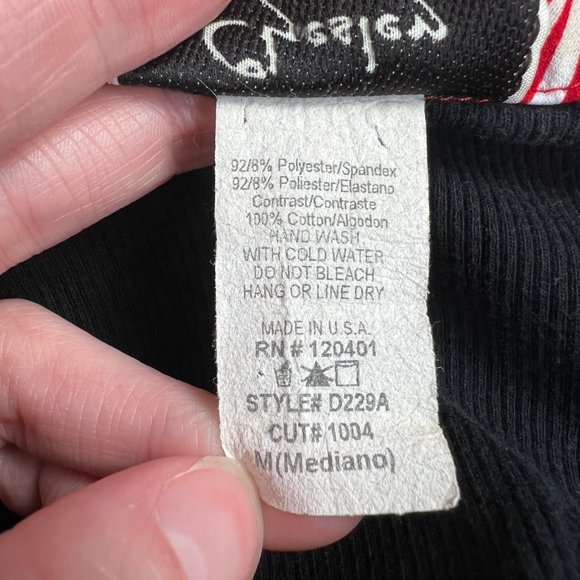 92/8% Polyester/Spandex
92/8% Poliester/Elastano
Contrast/Contraste
100% Cotton/Algodon
HAND WASH
WITH COLD WATER
DO NOT BLEACH
HANG OR LINE DRY
MADE IN U.S.A.
RN # 120401
STYLE# D229A
CUT# 1004
M(Mediano)